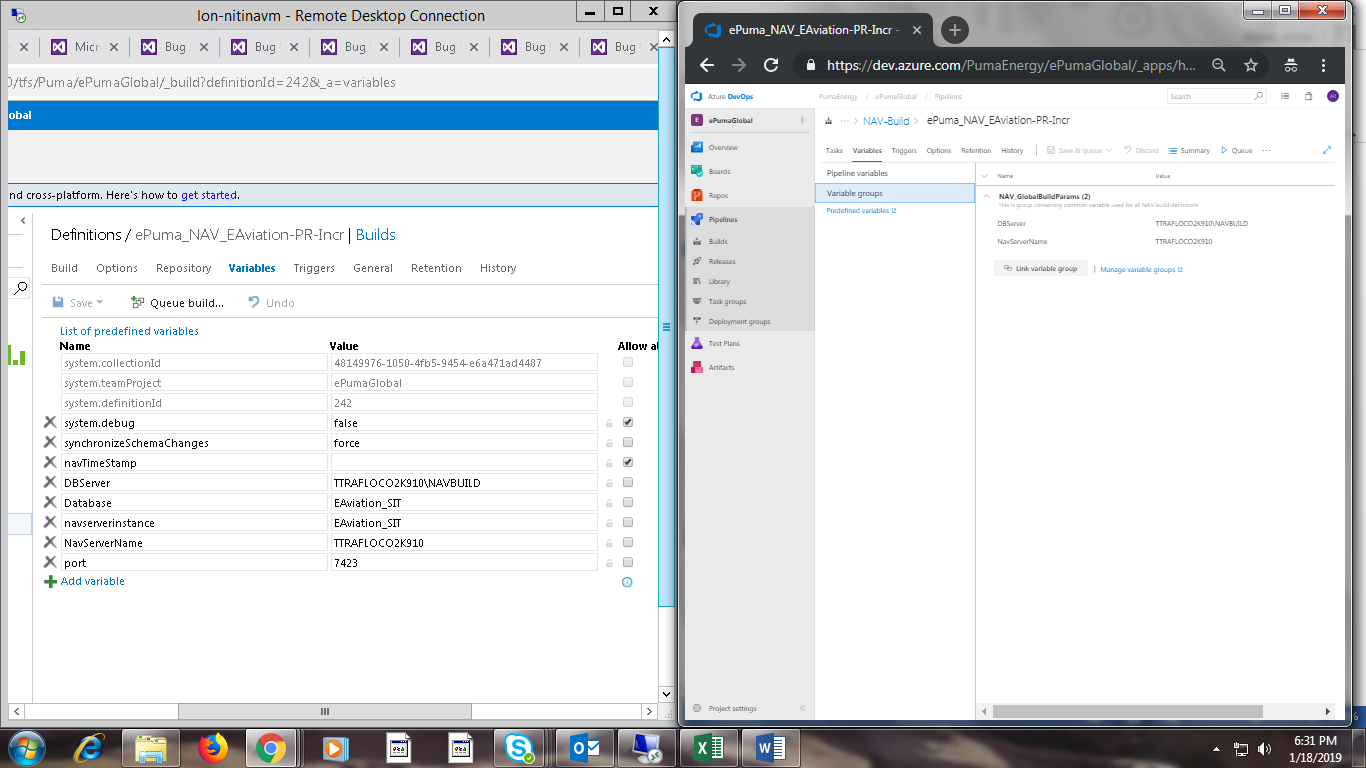 lon-nitinavm - Remote Desktop Connection
Micr
Bug
Bug
Bug
Bug
Bug
Bug
0/tfs/Puma/ePumaGlobal/_build?definitionId=242&_a=variables
obal
nd cross-platform. Here's how to get started.
Definitions / ePuma_NAV_EAviation-PR-Incr | Builds
Build Options Repository Variables Triggers General Retention History
Save Queue build... Undo
List of predefined variables
Name Value Allow a
system.collectionId 48149976-1050-4fb5-9454-e6a471ad4487
system.teamProject ePumaGlobal
system.definitionId 242
system.debug false
synchronizeSchemaChanges force
navTimeStamp
DBServer TTRAFLOCO2K910\NAVBUILD
Database EAviation_SIT
navserverinstance EAviation_SIT
NavServerName TTRAFLOCO2K910
port 7423
Add variable
ePuma_NAV_EAviation-PR-Incr -
https://dev.azure.com/PumaEnergy/ePumaGlobal/_apps/h...
Azure DevOps
PumaEnergy / ePumaGlobal / Pipelines
Search
AR
E ePumaGlobal
Overview
Boards
Repos
Pipelines
Builds
Releases
Library
Task groups
Deployment groups
Test Plans
Artifacts
Project settings
... > NAV-Build > ePuma_NAV_EAviation-PR-Incr
Tasks Variables Triggers Options Retention History Save & queue Discard Summary Queue ...
Pipeline variables
Variable groups
Predefined variables
Name Value
NAV_GlobalBuildParams (2)
This is group containing common variable used for all NAV build definitions
DBServer TTRAFLOCO2K910\NAVBUILD
NavServerName TTRAFLOCO2K910
Link variable group | Manage variable groups
6:31 PM
1/18/2019